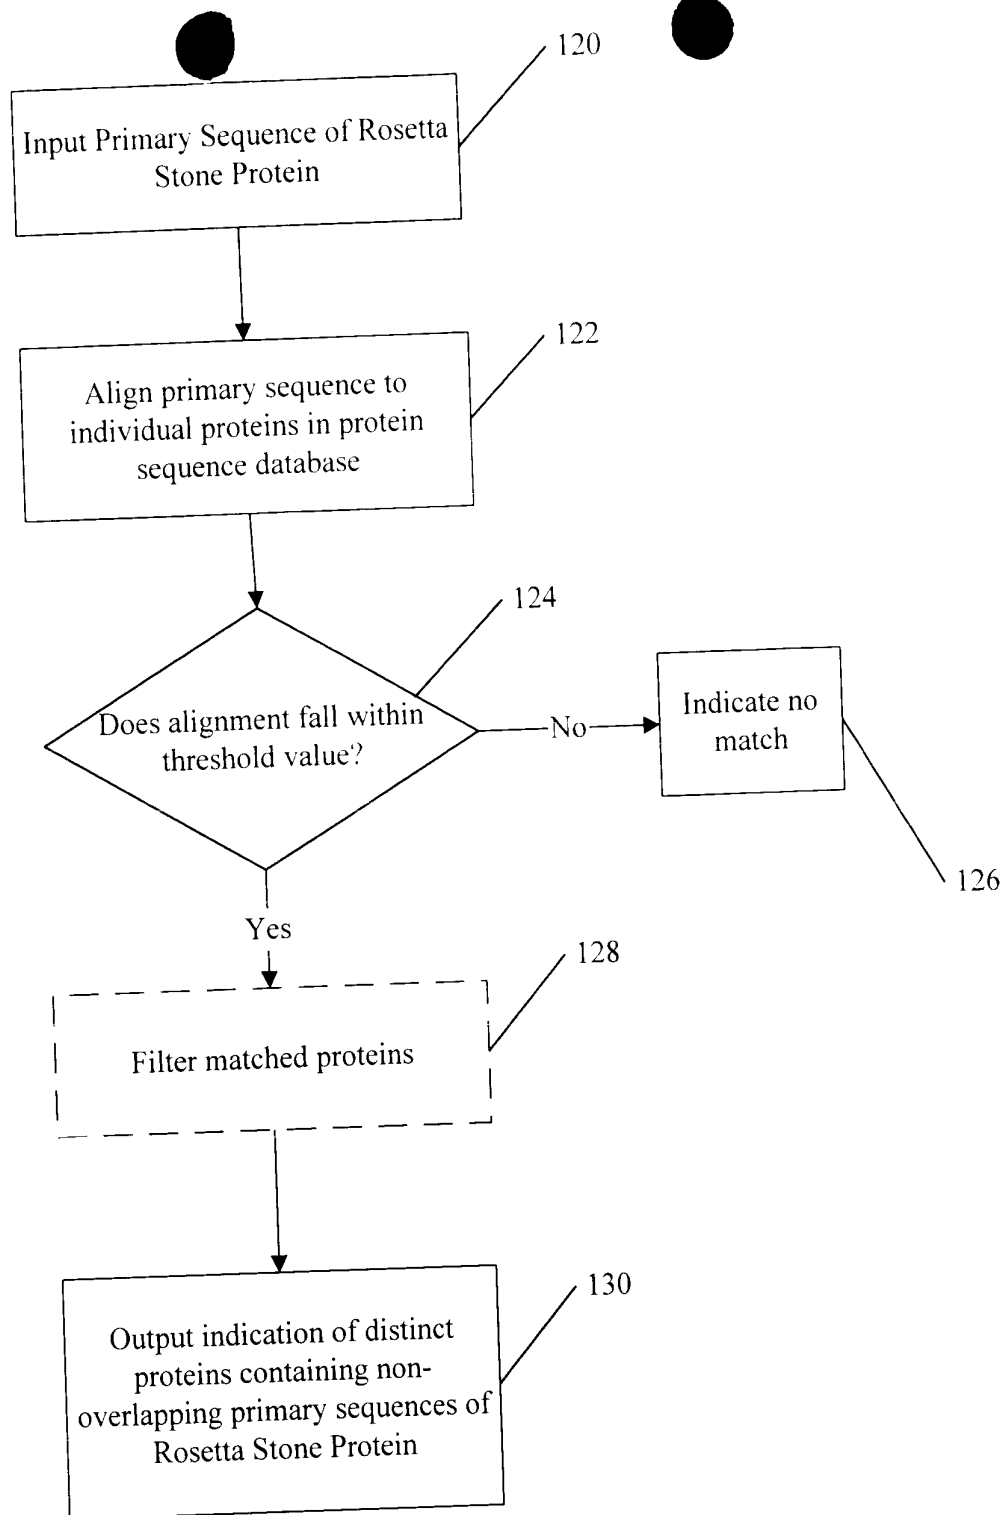 120
Input Primary Sequence of Rosetta
Stone Protein
122
Align primary sequence to
individual proteins in protein
sequence database
124
Does alignment fall within
threshold value?
No
Indicate no
match
126
Yes
128
Filter matched proteins
130
Output indication of distinct
proteins containing non-
overlapping primary sequences of
Rosetta Stone Protein